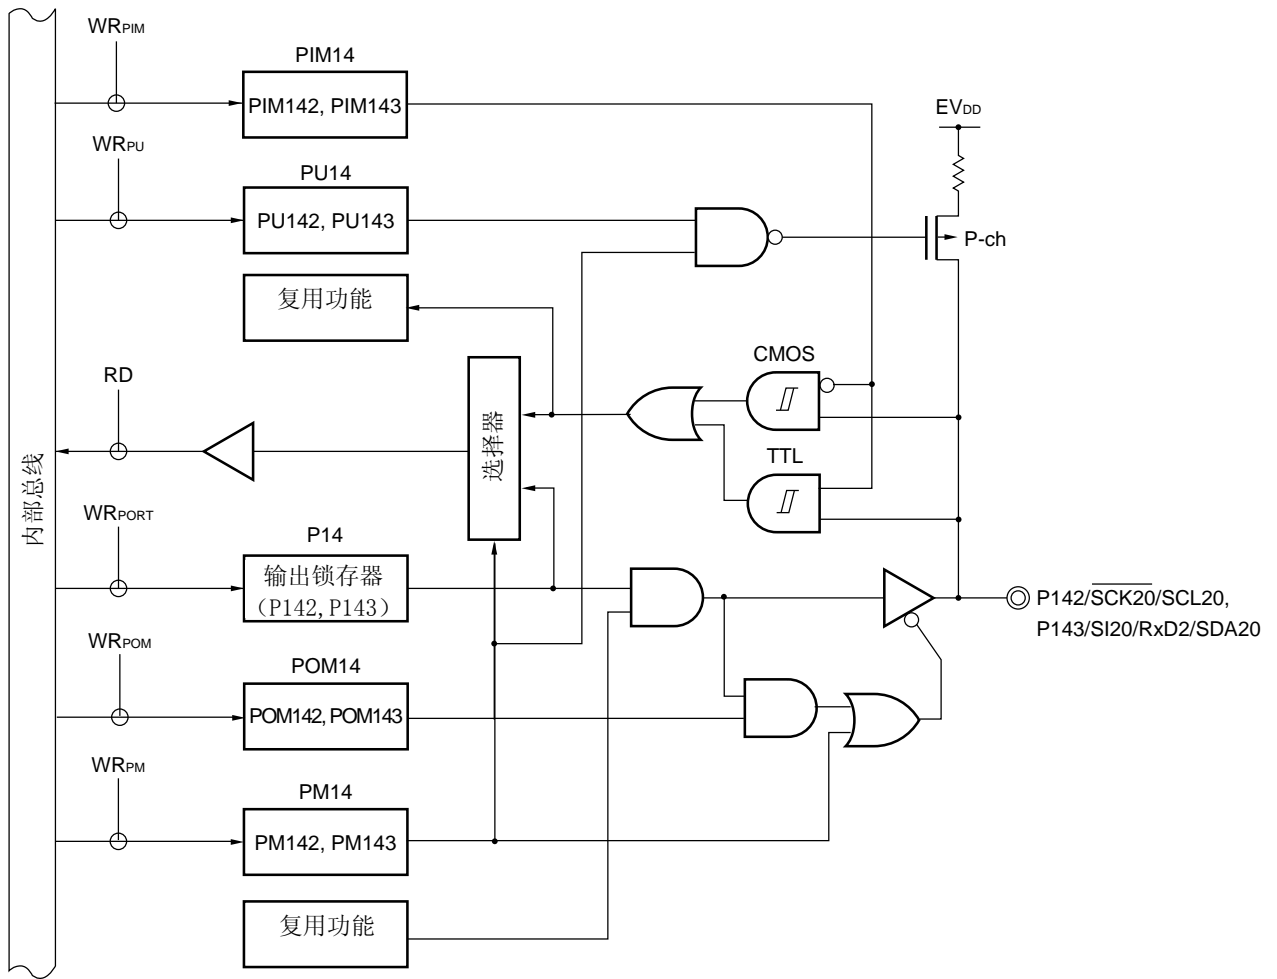 WRPIM
PIM14
PIM142, PIM143
EVDD
WRPU
PU14
PU142, PU143
P-ch
复用功能
CMOS
RD
选择器
TTL
内部总线
WRPORT
P14
输出锁存器
（P142, P143）
P142/SCK20/SCL20,
P143/SI20/RxD2/SDA20
WRPOM
POM14
POM142, POM143
WRPM
PM14
PM142, PM143
复用功能